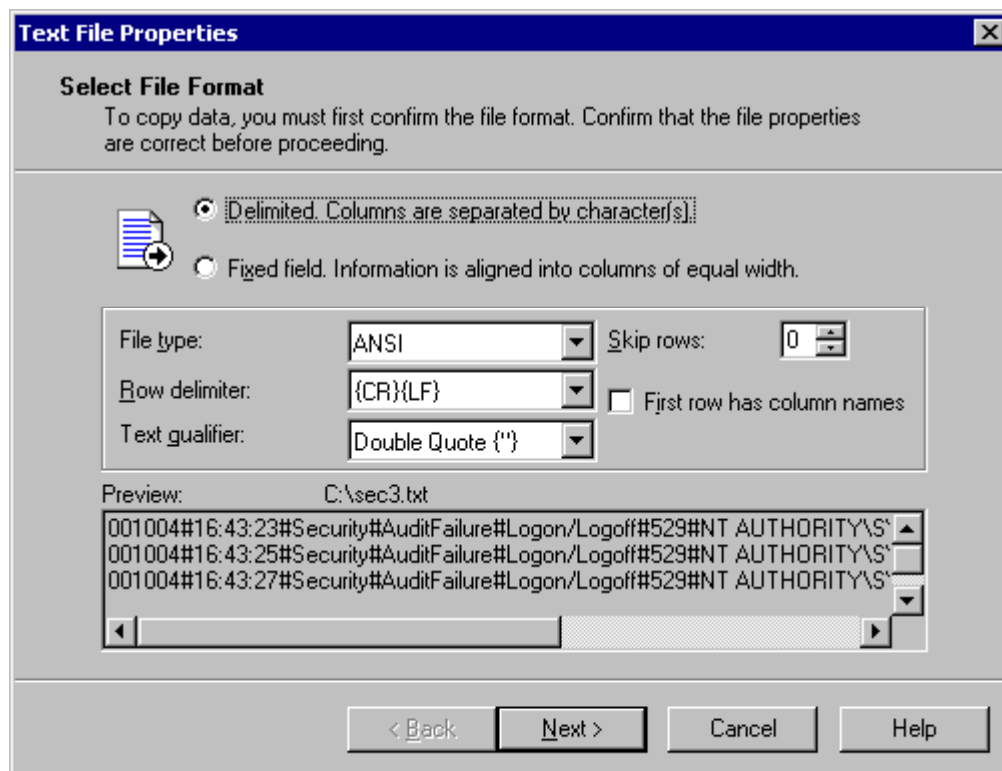 Text File Properties
Select File Format
To copy data, you must first confirm the file format. Confirm that the file properties
are correct before proceeding.
Delimited. Columns are separated by character(s).
Fixed field. Information is aligned into columns of equal width.
File type:
ANSI
Skip rows:
0
Row delimiter:
{CR}{LF}
First row has column names
Text qualifier:
Double Quote {"}
Preview:
C:\sec3.txt
001004#16:43:23#Security#AuditFailure#Logon/Logoff#529#NT AUTHORITY\S
001004#16:43:25#Security#AuditFailure#Logon/Logoff#529#NT AUTHORITY\S
001004#16:43:27#Security#AuditFailure#Logon/Logoff#529#NT AUTHORITY\S
< Back
Next >
Cancel
Help